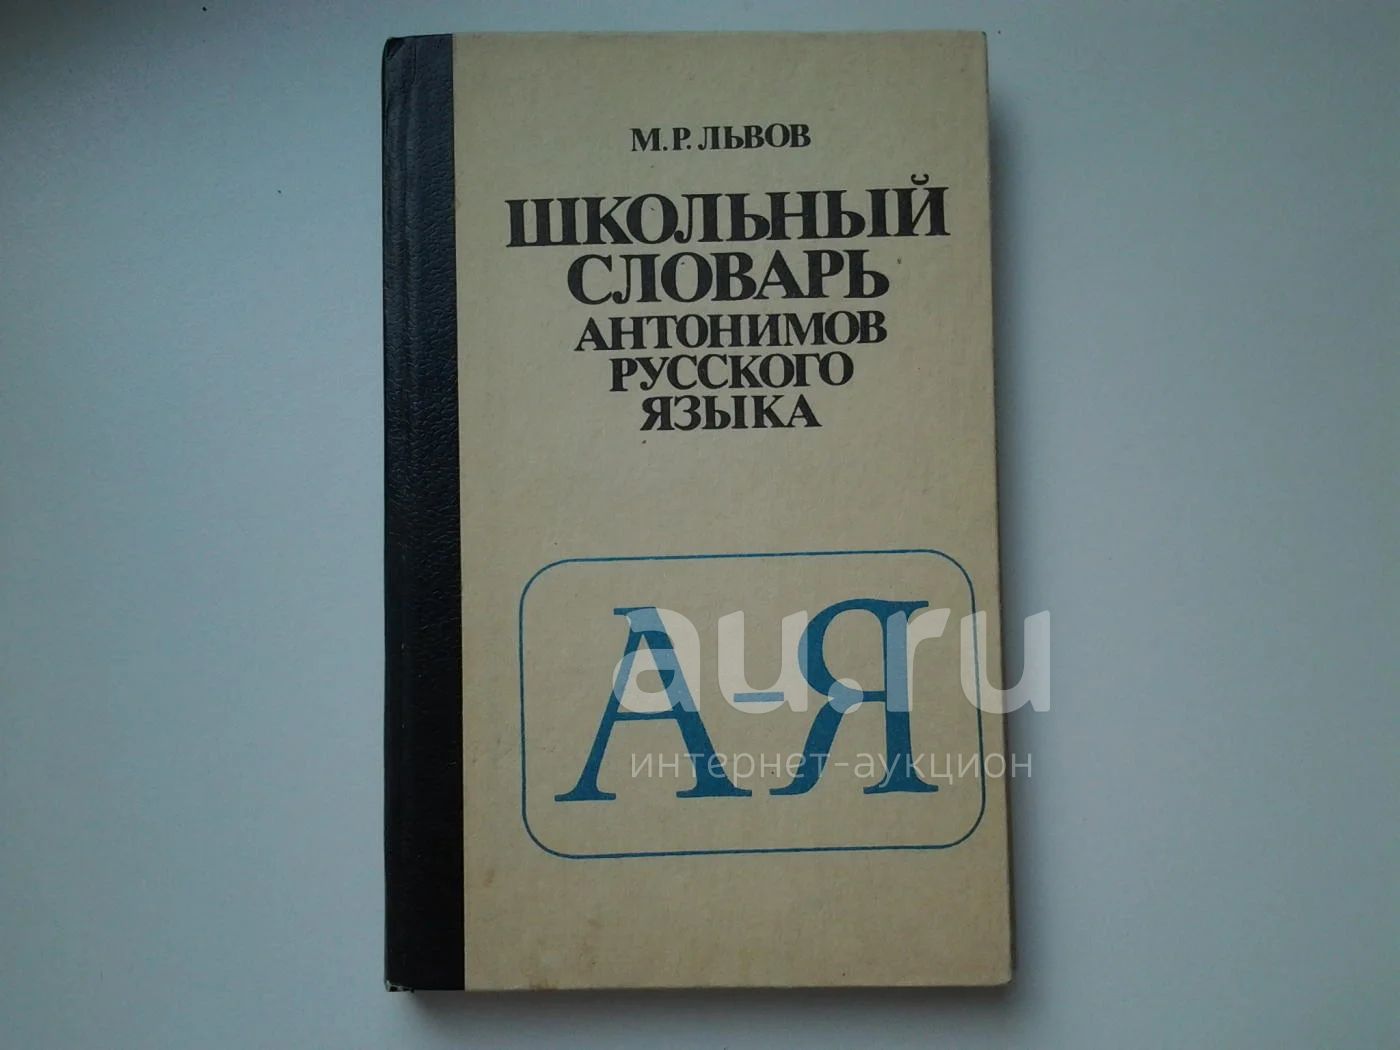 М.Р.ЛЬВОВ
ШКОЛЬНЫЙ
СЛОВАРЬ
АНТОНИМОВ
РУССКОГО
ЯЗЫКА
А-Я
au.ru
интернет-аукцион